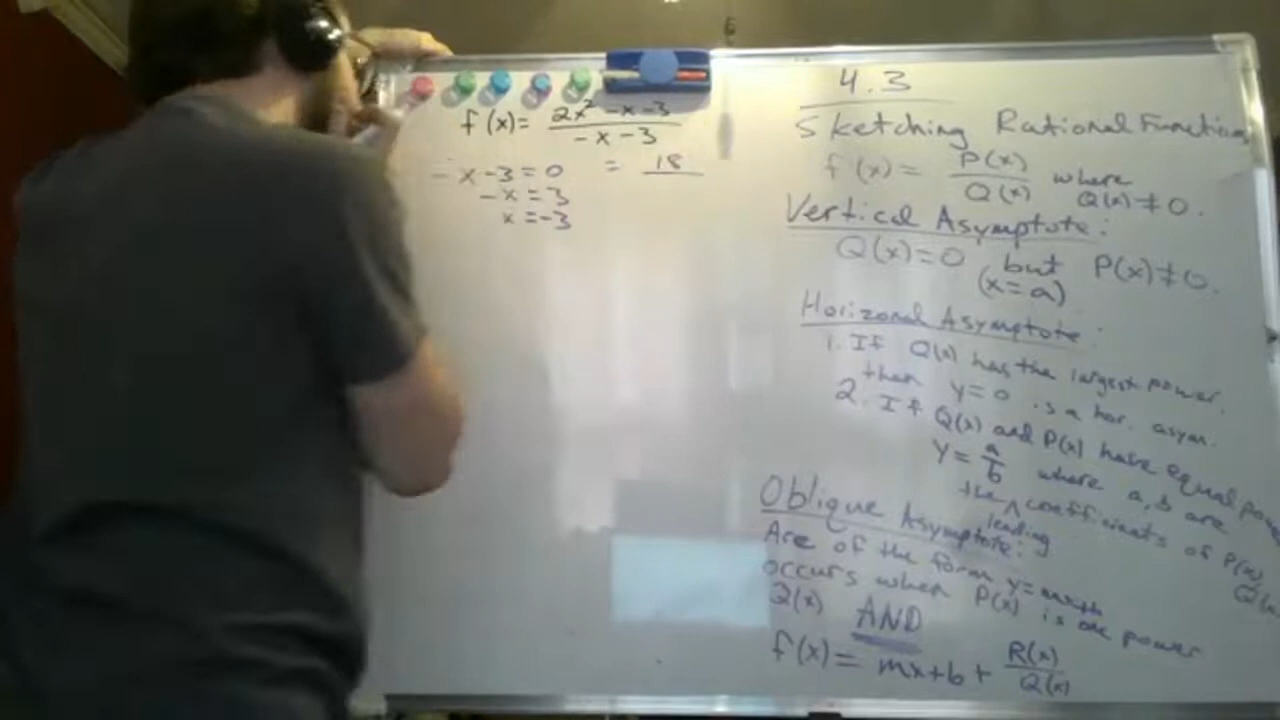 f(x) = 2x² - x - 3 / -x - 3
- x - 3 = 0 = 18
- x = 3
x = -3
4.3
Sketching Rational Functions
f(x) = P(x)/Q(x) where Q(x) ≠ 0.
Vertical Asymptote:
Q(x) = 0 but P(x) ≠ 0.
(x = a)
Horizonal Asymptote:
1. If Q(x) has the largest power,
then y = 0 is a hor. asym.
2. If Q(x) and P(x) have equal
y = a/b where a, b are
the leading coefficients of P(x)
Oblique Asymptote:
Are of the form y = mx+b
occurs when P(x) is one power
Q(x) AND
f(x) = mx + b + R(x)/Q(x)